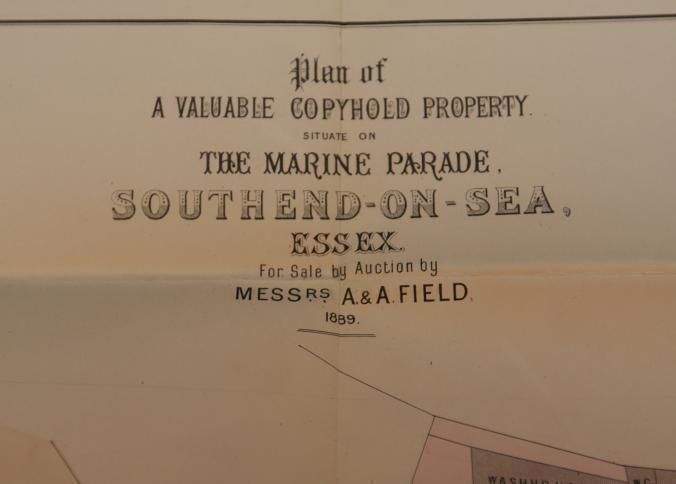 Plan of
A VALUABLE COPYHOLD PROPERTY.
SITUATE ON
THE MARINE PARADE,
SOUTHEND-ON-SEA,
ESSEX.
For Sale by Auction by
MESSRS. A. & A. FIELD.
1889.
W.C.